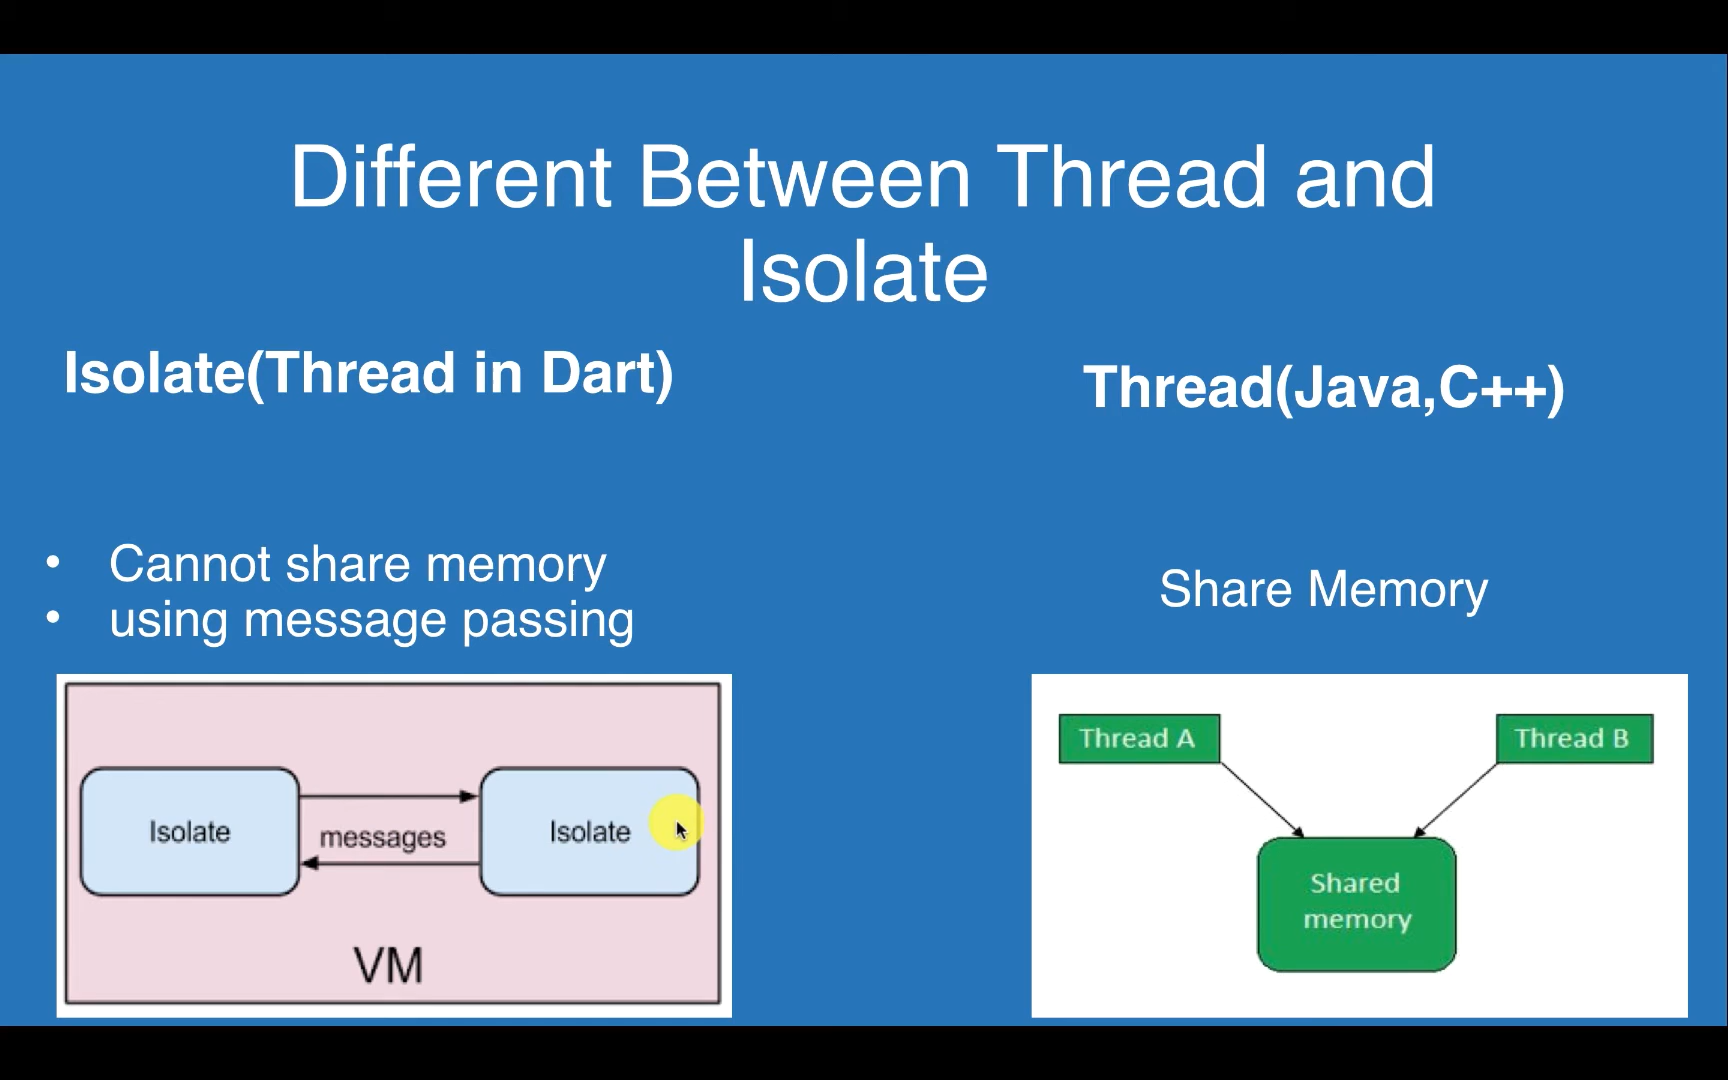 Different Between Thread and
Isolate
Isolate(Thread in Dart)
• Cannot share memory
• using message passing
Isolate
messages
Isolate
VM
Thread(Java,C++)
Share Memory
Thread A
Thread B
Shared
memory